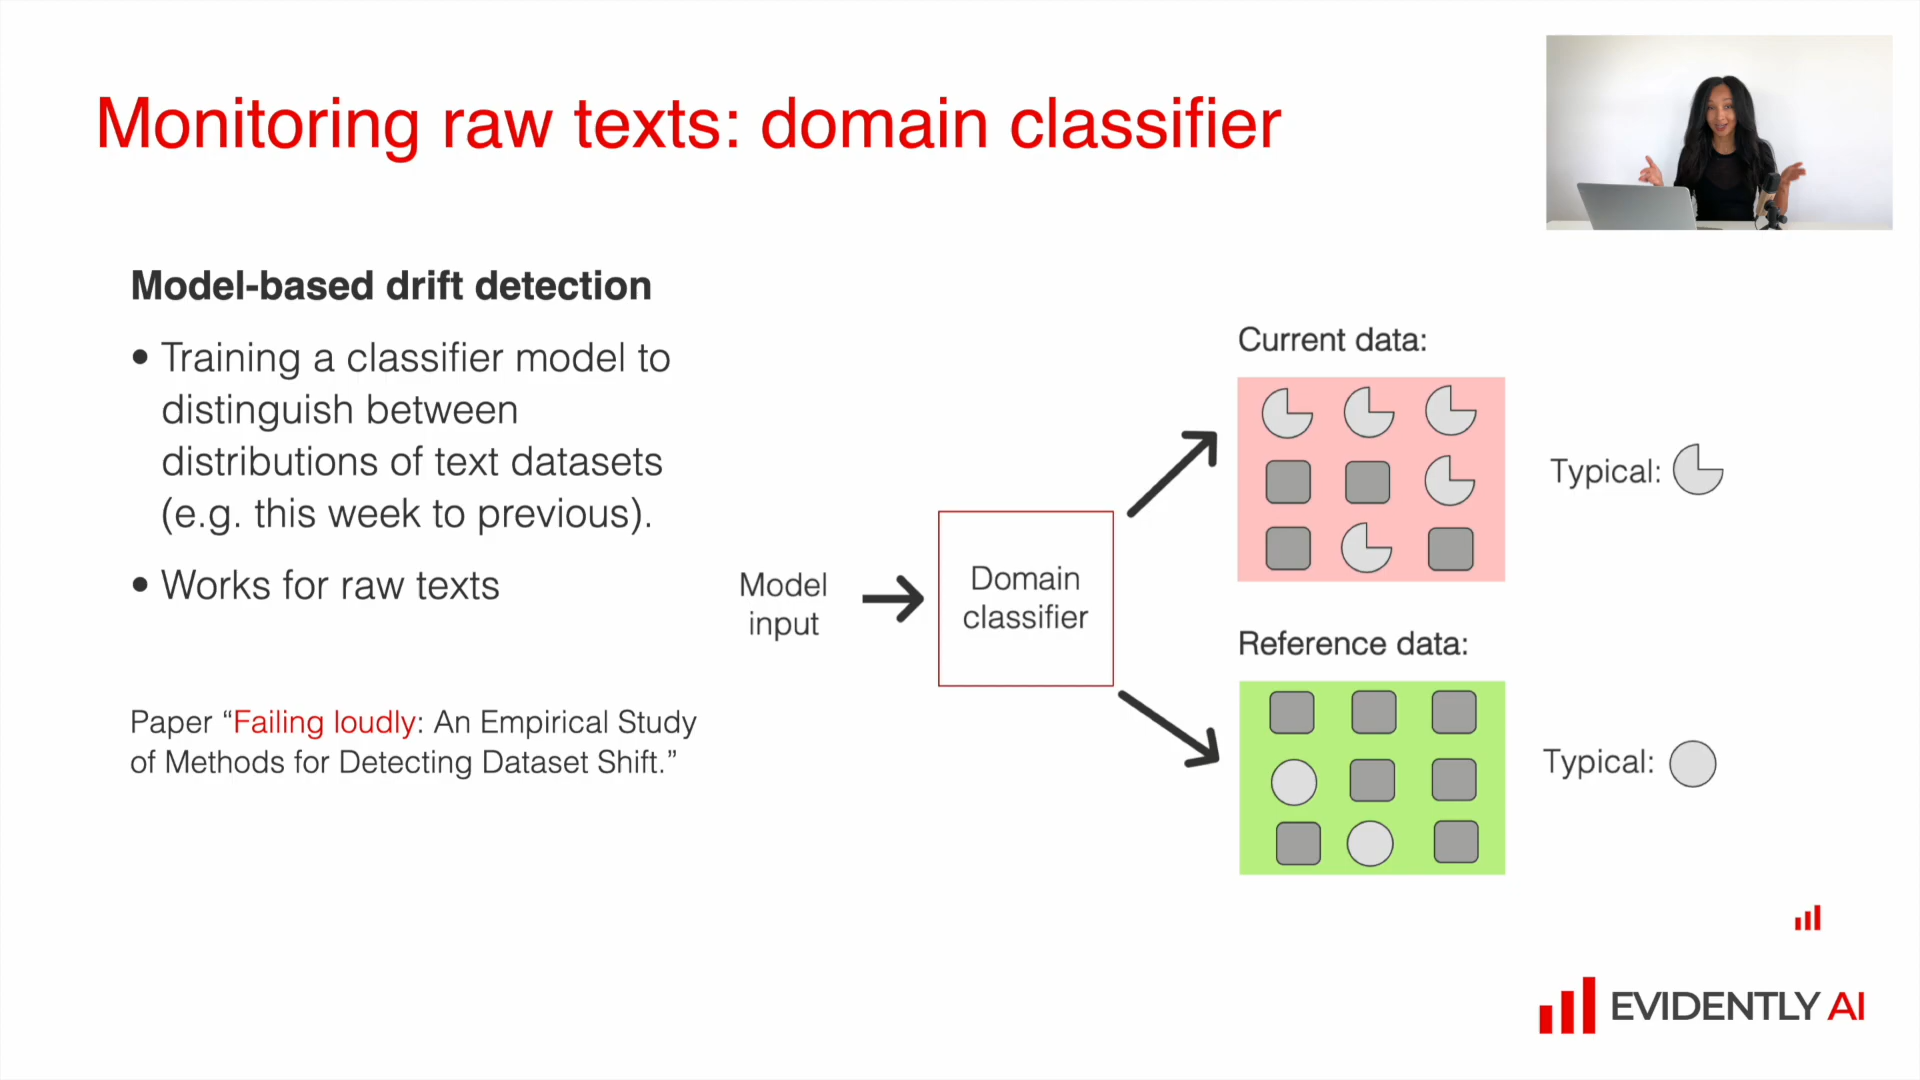 Monitoring raw texts: domain classifier
Model-based drift detection
• Training a classifier model to
distinguish between
distributions of text datasets
(e.g. this week to previous).
• Works for raw texts
Paper “Failing loudly: An Empirical Study
of Methods for Detecting Dataset Shift.”
Model
input
Domain
classifier
Current data:
Typical:
Reference data:
Typical:
EVIDENTLY AI